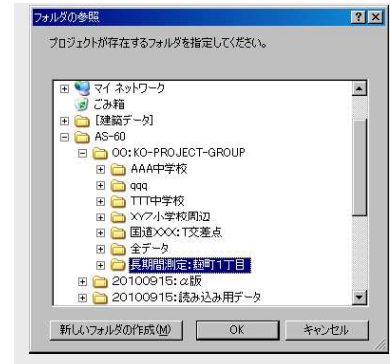 フォルダの参照
プロジェクトが存在するフォルダを指定してください。
マイ ネットワーク
ごみ箱
[建築データ]
AS-60
00:KO-PROJECT-GROUP
AAA中学校
qqq
TTT中学校
XYZ小学校周辺
国道XXX:T交差点
全データ
長期間測定:麹町1丁目
20100915:α版
20100915:読み込み用データ
新しいフォルダの作成(M)
OK
キャンセル